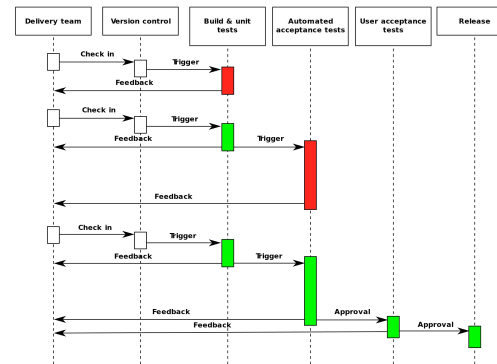 Delivery team
Version control
Build & unit
tests
Automated
acceptance tests
User acceptance
tests
Release
Check in
Trigger
Feedback
Check in
Trigger
Feedback
Trigger
Feedback
Check in
Trigger
Feedback
Trigger
Feedback
Approval
Feedback
Approval